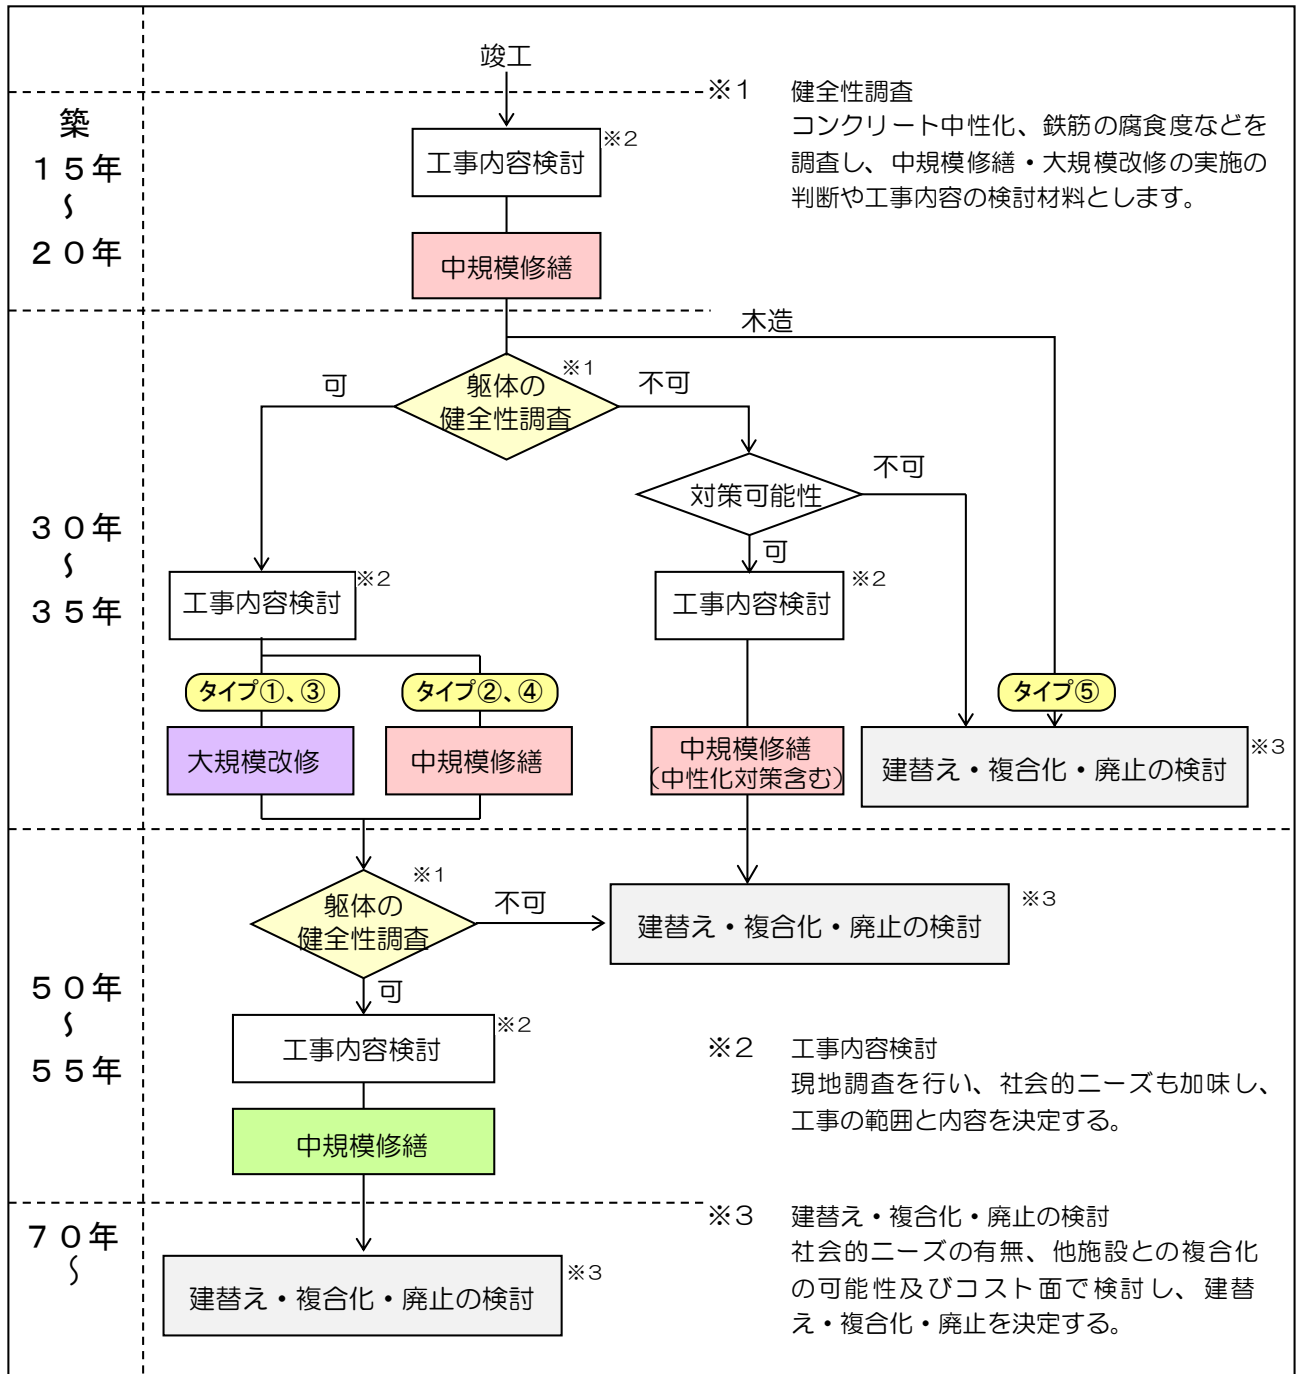 竣工
※1 健全性調査
コンクリート中性化、鉄筋の腐食度などを
調査し、中規模修繕・大規模改修の実施の
判断や工事内容の検討材料とします。
築
15年
～
20年
工事内容検討
※2
中規模修繕
木造
30年
～
35年
躯体の
健全性調査
※1
可
不可
対策可能性
不可
可
工事内容検討
※2
工事内容検討
※2
タイプ①、③
タイプ②、④
タイプ⑤
大規模改修
中規模修繕
中規模修繕
（中性化対策含む）
建替え・複合化・廃止の検討
※3
50年
～
55年
躯体の
健全性調査
※1
不可
建替え・複合化・廃止の検討
※3
可
工事内容検討
※2
中規模修繕
※2 工事内容検討
現地調査を行い、社会的ニーズも加味し、
工事の範囲と内容を決定する。
70年
～
建替え・複合化・廃止の検討
※3
※3 建替え・複合化・廃止の検討
社会的ニーズの有無、他施設との複合化
の可能性及びコスト面で検討し、建替
え・複合化・廃止を決定する。